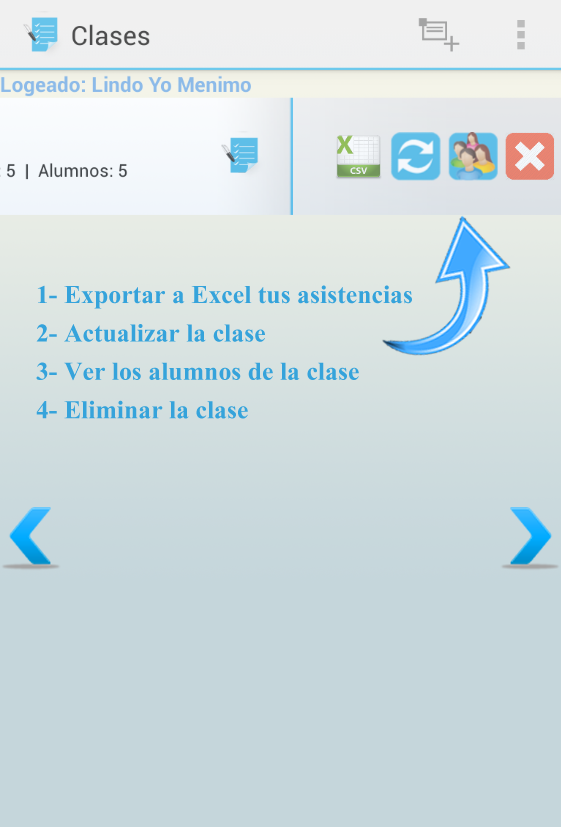 Clases
Logeado: Lindo Yo Menimo
: 5 | Alumnos: 5
X
CSV
1- Exportar a Excel tus asistencias
2- Actualizar la clase
3- Ver los alumnos de la clase
4- Eliminar la clase